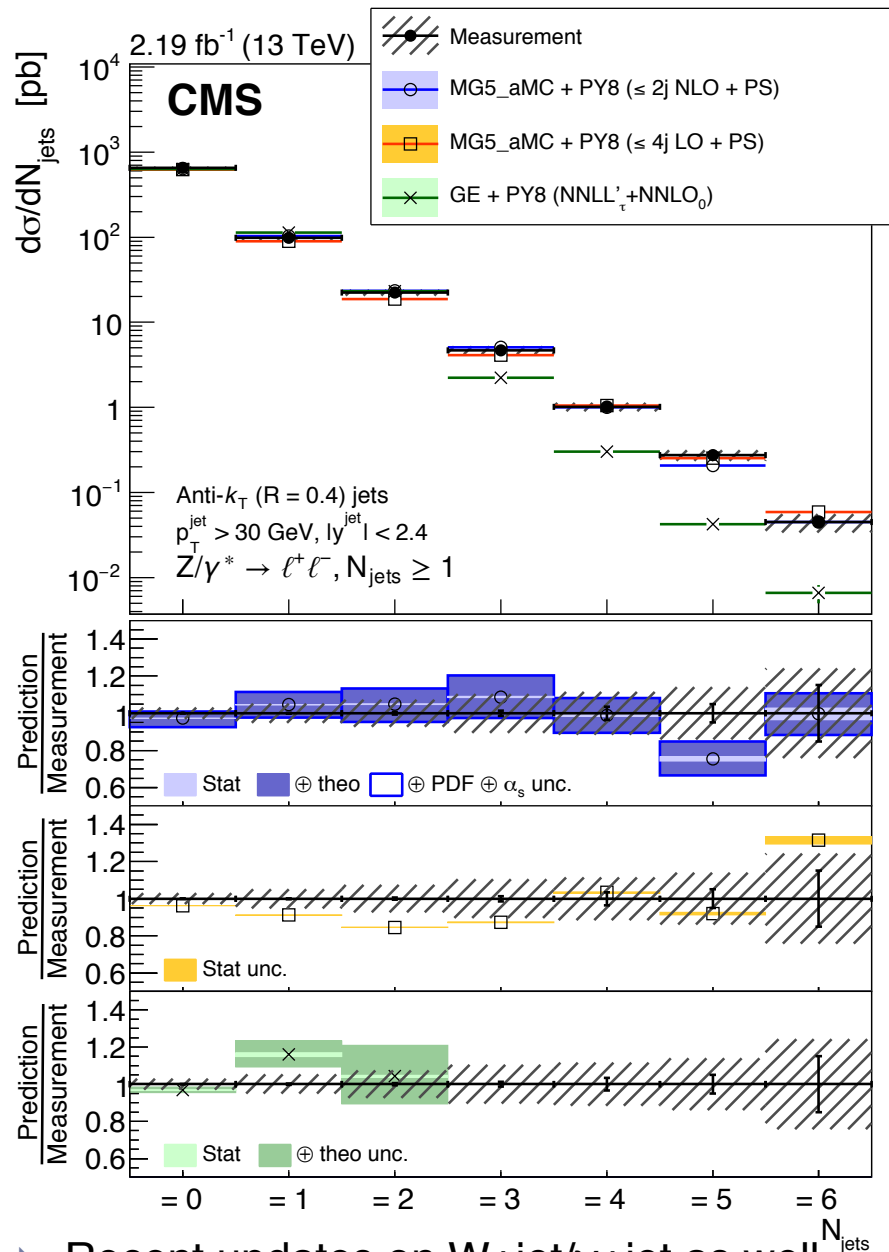 2.19 fb⁻¹ (13 TeV)
CMS
Measurement
MG5_aMC + PY8 (≤ 2j NLO + PS)
MG5_aMC + PY8 (≤ 4j LO + PS)
GE + PY8 (NNLL'τ+NNLO₀)
dσ/dN_jets [pb]
10⁴
10³
10²
10
1
10⁻¹
10⁻²
Anti-k_T (R = 0.4) jets
p_T^jet > 30 GeV, |y^jet| < 2.4
Z/γ* → ℓ⁺ℓ⁻, N_jets ≥ 1
Prediction
Measurement
1.4
1.2
1
0.8
0.6
Stat ⊕ theo ⊕ PDF ⊕ α_s unc.
Prediction
Measurement
1.4
1.2
1
0.8
0.6
Stat unc.
Prediction
Measurement
1.4
1.2
1
0.8
0.6
Stat ⊕ theo unc.
= 0 = 1 = 2 = 3 = 4 = 5 = 6
N_jets